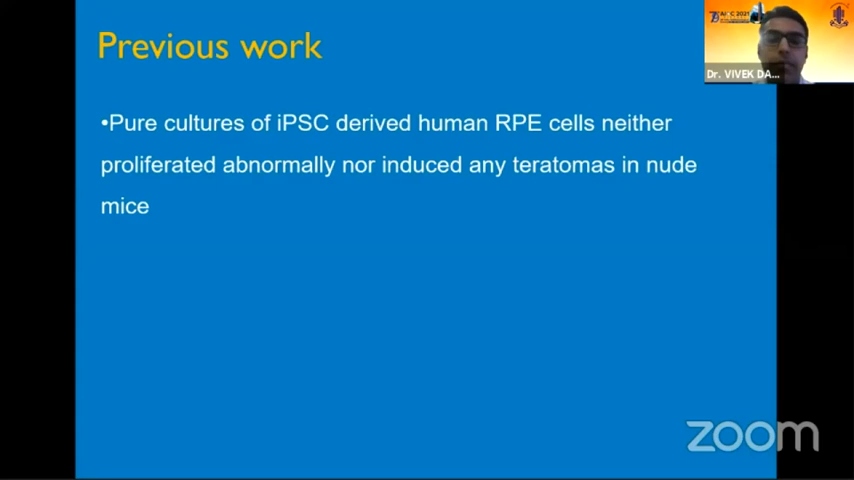 Previous work
•Pure cultures of iPSC derived human RPE cells neither
proliferated abnormally nor induced any teratomas in nude
mice
Dr. VIVEK DA...
zoom